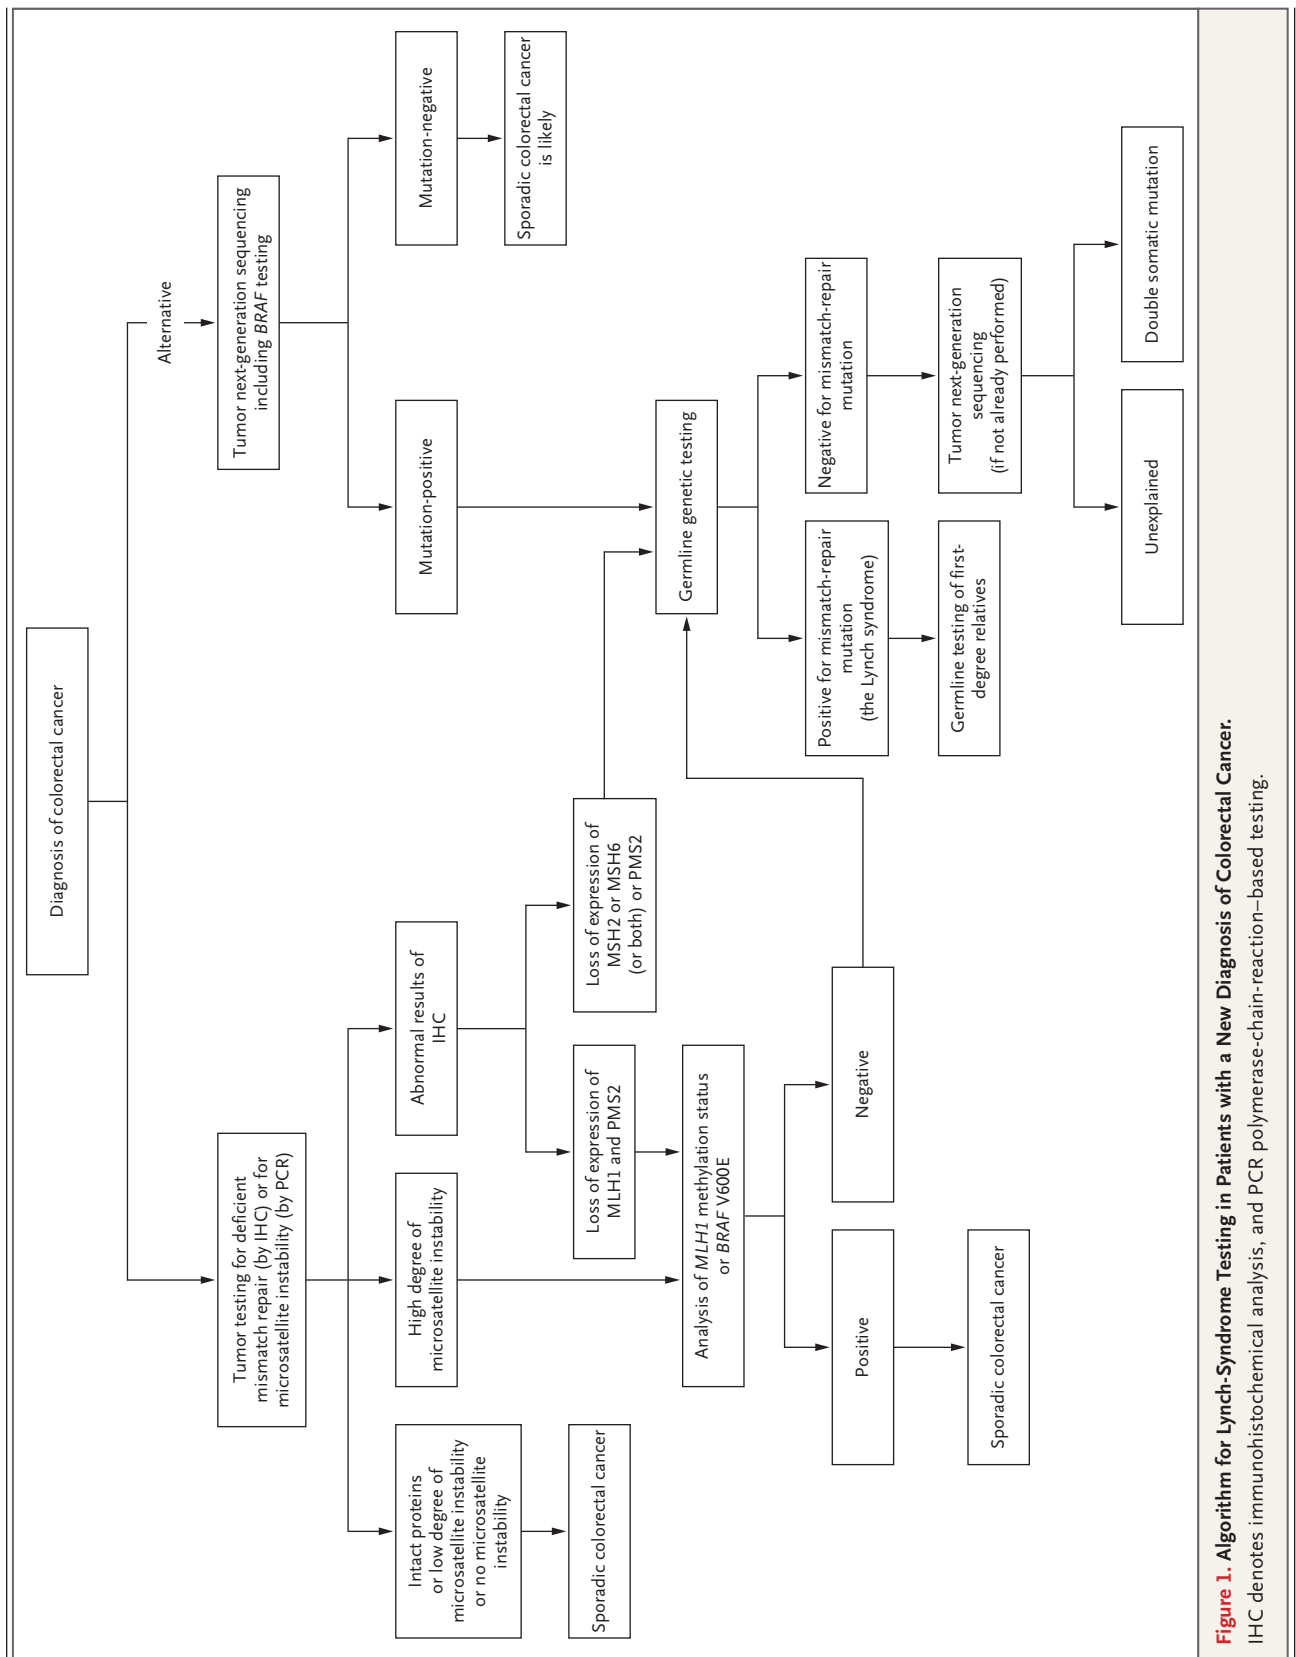 Diagnosis of colorectal cancer
Alternative
Tumor testing for deficient
mismatch repair (by IHC) or for
microsatellite instability (by PCR)
Tumor next-generation sequencing
including BRAF testing
Intact proteins
or low degree of
microsatellite instability
or no microsatellite
instability
High degree of
microsatellite instability
Abnormal results of
IHC
Mutation-positive
Mutation-negative
Sporadic colorectal cancer
Loss of expression of
MLH1 and PMS2
Loss of expression of
MSH2 or MSH6
(or both) or PMS2
Sporadic colorectal cancer
is likely
Analysis of MLH1 methylation status
or BRAF V600E
Germline genetic testing
Positive
Negative
Positive for mismatch-repair
mutation
(the Lynch syndrome)
Negative for mismatch-repair
mutation
Sporadic colorectal cancer
Germline testing of first-
degree relatives
Tumor next-generation
sequencing
(if not already performed)
Unexplained
Double somatic mutation
Figure 1. Algorithm for Lynch-Syndrome Testing in Patients with a New Diagnosis of Colorectal Cancer.
IHC denotes immunohistochemical analysis, and PCR polymerase-chain-reaction–based testing.